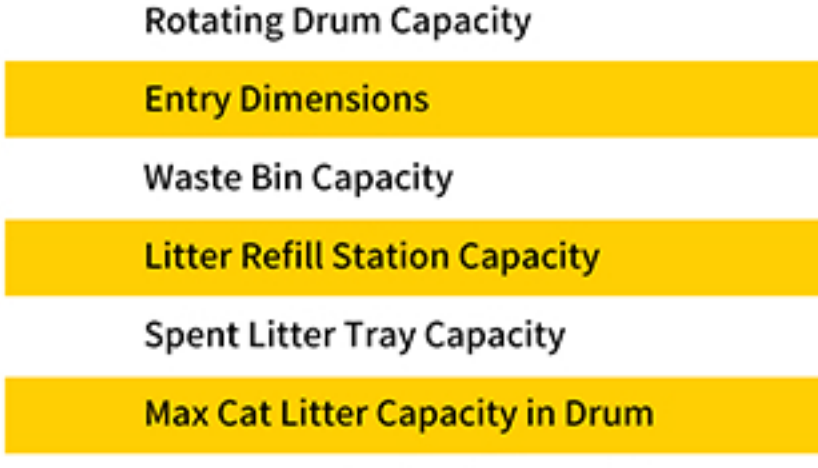 Rotating Drum Capacity
Entry Dimensions
Waste Bin Capacity
Litter Refill Station Capacity
Spent Litter Tray Capacity
Max Cat Litter Capacity in Drum